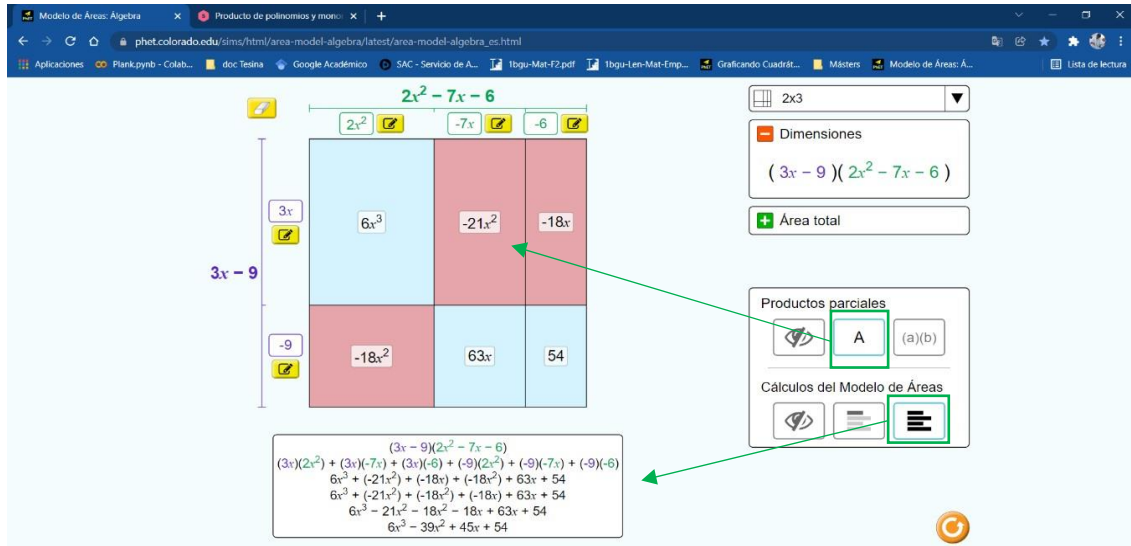 Modelo de Áreas: Álgebra
Producto de polinomios y mono
phet.colorado.edu/sims/html/area-model-algebra/latest/area-model-algebra_es.html
Aplicaciones
Plank.pynb - Colab...
doc Tesina
Google Académico
SAC - Servicio de A...
1bgu-Mat-F2.pdf
1bgu-Len-Mat-Emp...
Graficando Cuadrát...
Másters
Modelo de Áreas: Á...
Lista de lectura
2x² − 7x − 6
2x²
-7x
-6
3x − 9
3x
-9
6x³
-21x²
-18x
-18x²
63x
54
(3x − 9)(2x² − 7x − 6)
(3x)(2x²) + (3x)(-7x) + (3x)(-6) + (-9)(2x²) + (-9)(-7x) + (-9)(-6)
6x³ + (-21x²) + (-18x) + (-18x²) + 63x + 54
6x³ + (-21x²) + (-18x²) + (-18x) + 63x + 54
6x³ − 21x² − 18x² − 18x + 63x + 54
6x³ − 39x² + 45x + 54
2x3
Dimensiones
( 3x − 9 )( 2x² − 7x − 6 )
Área total
Productos parciales
A
(a)(b)
Cálculos del Modelo de Áreas